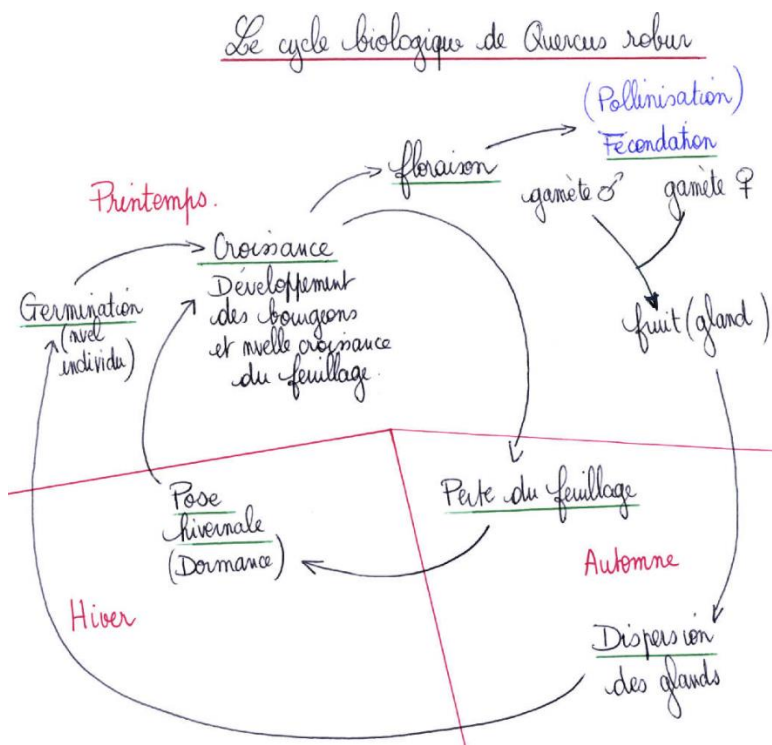 Le cycle biologique de Quercus robur
(Pollinisation)
Fécondation
floraison
gamète ♂
gamète ♀
Printemps.
Croissance
Développement
des bourgeons
et nvelle croissance
du feuillage.
Germination
(nvel
individu)
fruit (gland)
Pose
hivernale
(Dormance)
Perte du feuillage
Automne
Hiver
Dispersion
des glands